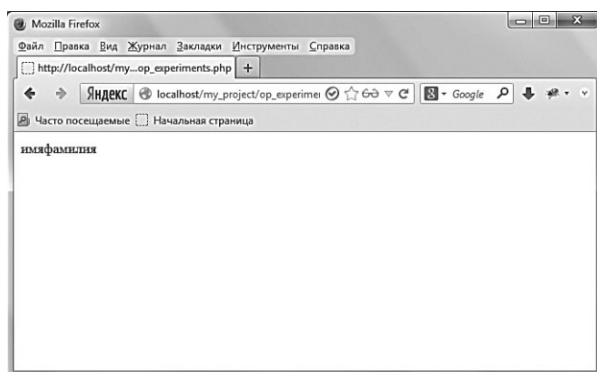 Mozilla Firefox
Файл Правка Вид Журнал Закладки Инструменты Справка
http://localhost/my...op_experiments.php +
Яндекс localhost/my_project/op_experimer Google
Часто посещаемые Начальная страница
имяфамилия